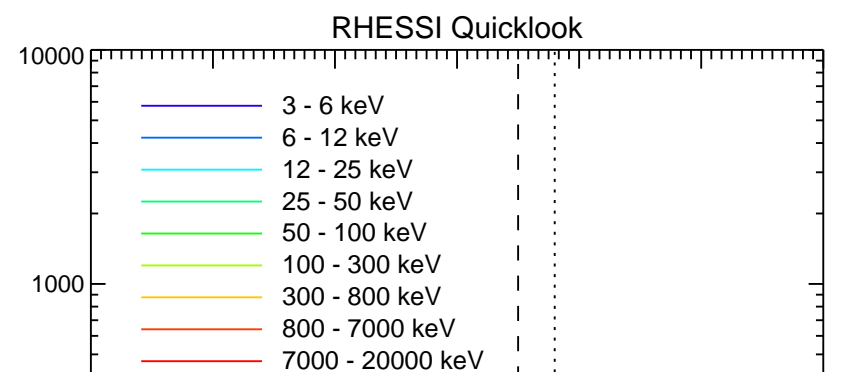 RHESSI Quicklook
10000
3 - 6 keV
6 - 12 keV
12 - 25 keV
25 - 50 keV
50 - 100 keV
100 - 300 keV
1000
300 - 800 keV
800 - 7000 keV
7000 - 20000 keV